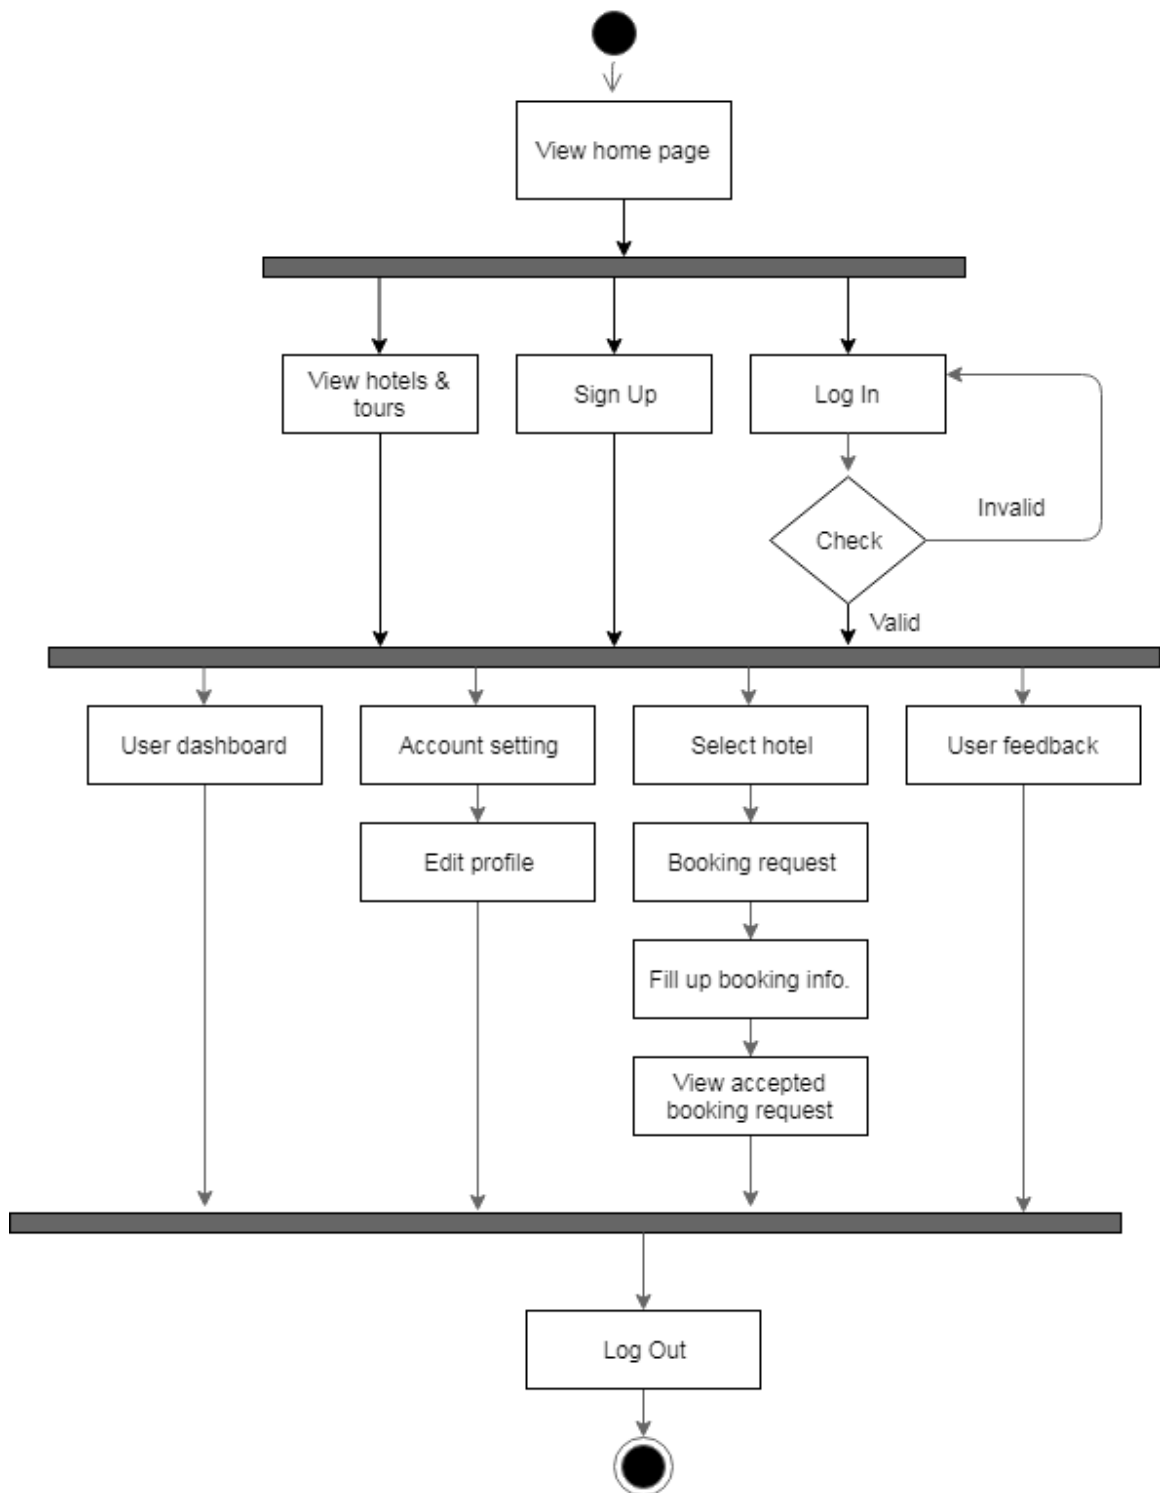 View home page
View hotels &
tours
Sign Up
Log In
Check
Invalid
Valid
User dashboard
Account setting
Select hotel
User feedback
Edit profile
Booking request
Fill up booking info.
View accepted
booking request
Log Out